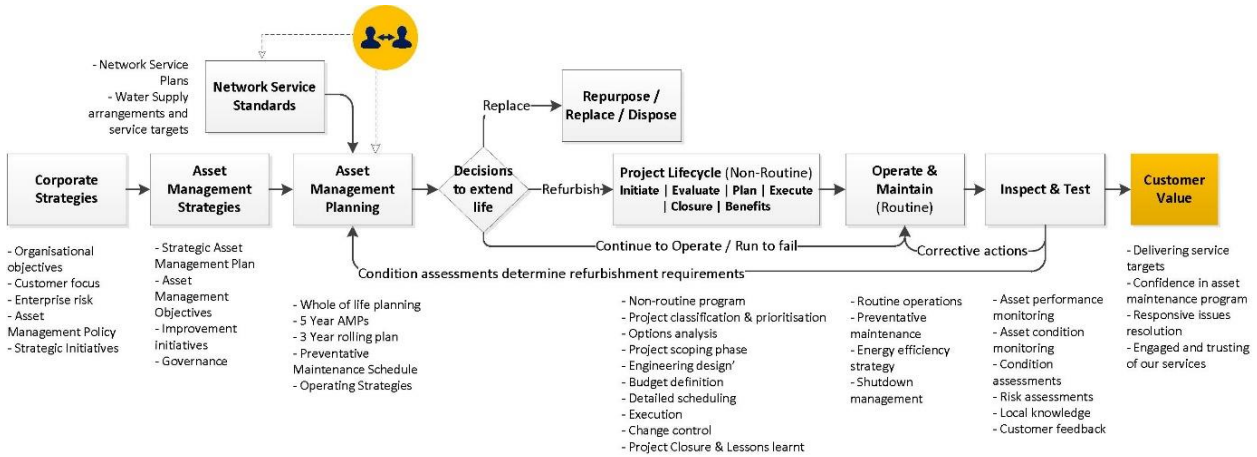 - Network Service
Plans
- Water Supply
arrangements and
service targets
Network Service
Standards
Replace
Repurpose /
Replace / Dispose
Corporate
Strategies
Asset
Management
Strategies
Asset
Management
Planning
Decisions
to extend
life
Refurbish
Project Lifecycle (Non-Routine)
Initiate | Evaluate | Plan | Execute
| Closure | Benefits
Operate &
Maintain
(Routine)
Inspect & Test
Customer
Value
Continue to Operate / Run to fail
Corrective actions
Condition assessments determine refurbishment requirements
- Organisational
objectives
- Customer focus
- Enterprise risk
- Asset
Management Policy
- Strategic Initiatives
- Strategic Asset
Management Plan
- Asset
Management
Objectives
- Improvement
initiatives
- Governance
- Whole of life planning
- 5 Year AMPs
- 3 Year rolling plan
- Preventative
Maintenance Schedule
- Operating Strategies
- Non-routine program
- Project classification & prioritisation
- Options analysis
- Project scoping phase
- Engineering design'
- Budget definition
- Detailed scheduling
- Execution
- Change control
- Project Closure & Lessons learnt
- Routine operations
- Preventative
maintenance
- Energy efficiency
strategy
- Shutdown
management
- Asset performance
monitoring
- Asset condition
monitoring
- Condition
assessments
- Risk assessments
- Local knowledge
- Customer feedback
- Delivering service
targets
- Confidence in asset
maintenance program
- Responsive issues
resolution
- Engaged and trusting
of our services